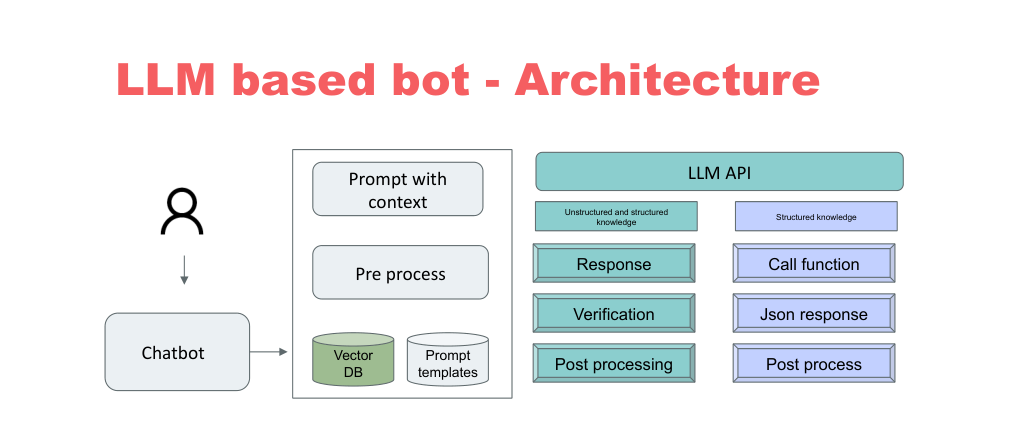 LLM based bot - Architecture
Prompt with
context
Pre process
Vector
DB
Prompt
templates
Chatbot
LLM API
Unstructured and structured
knowledge
Structured knowledge
Response
Call function
Verification
Json response
Post processing
Post process